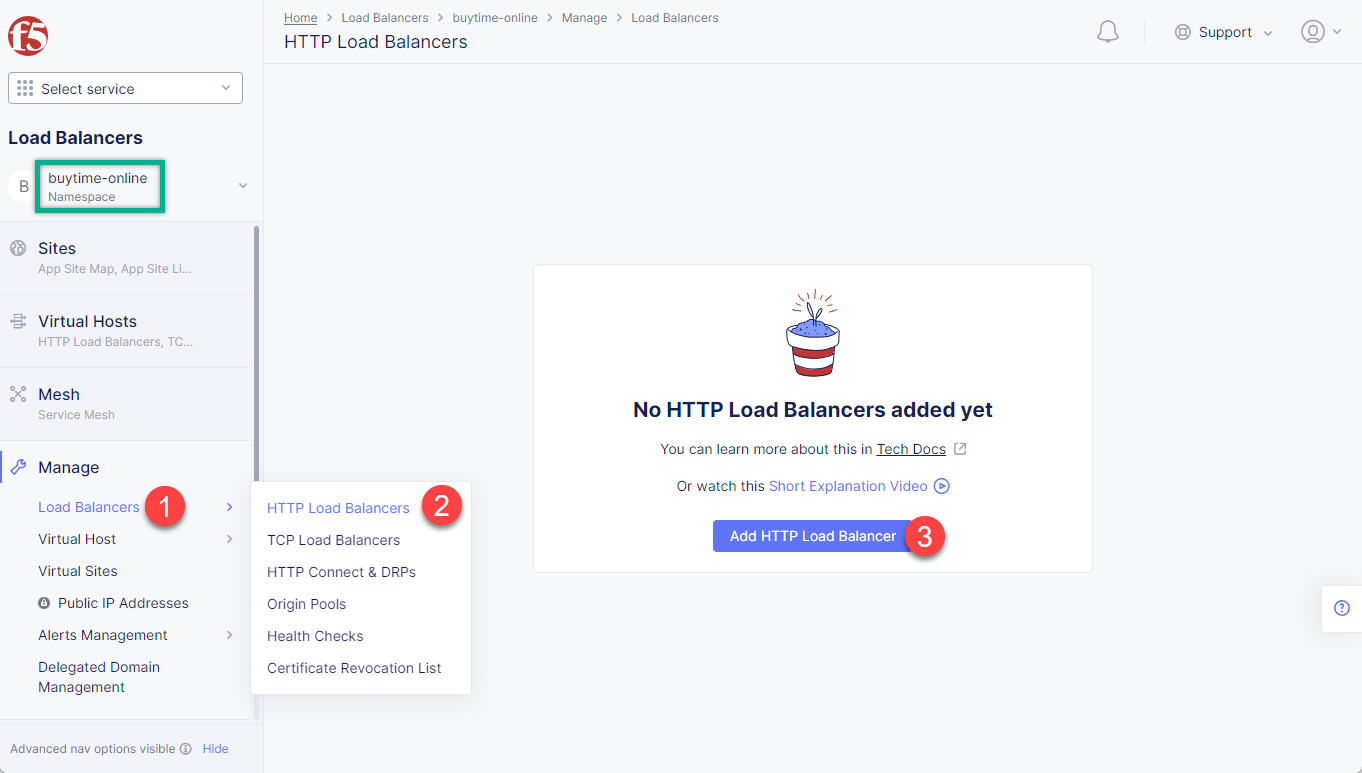 f5
Home > Load Balancers > buytime-online > Manage > Load Balancers
HTTP Load Balancers
Support
Select service
Load Balancers
B
buytime-online
Namespace
Sites
App Site Map, App Site Li...
Virtual Hosts
HTTP Load Balancers, TC...
Mesh
Service Mesh
Manage
Load Balancers 1
Virtual Host
Virtual Sites
Public IP Addresses
Alerts Management
Delegated Domain
Management
Advanced nav options visible Hide
HTTP Load Balancers 2
TCP Load Balancers
HTTP Connect & DRPs
Origin Pools
Health Checks
Certificate Revocation List
No HTTP Load Balancers added yet
You can learn more about this in Tech Docs
Or watch this Short Explanation Video
Add HTTP Load Balancer 3